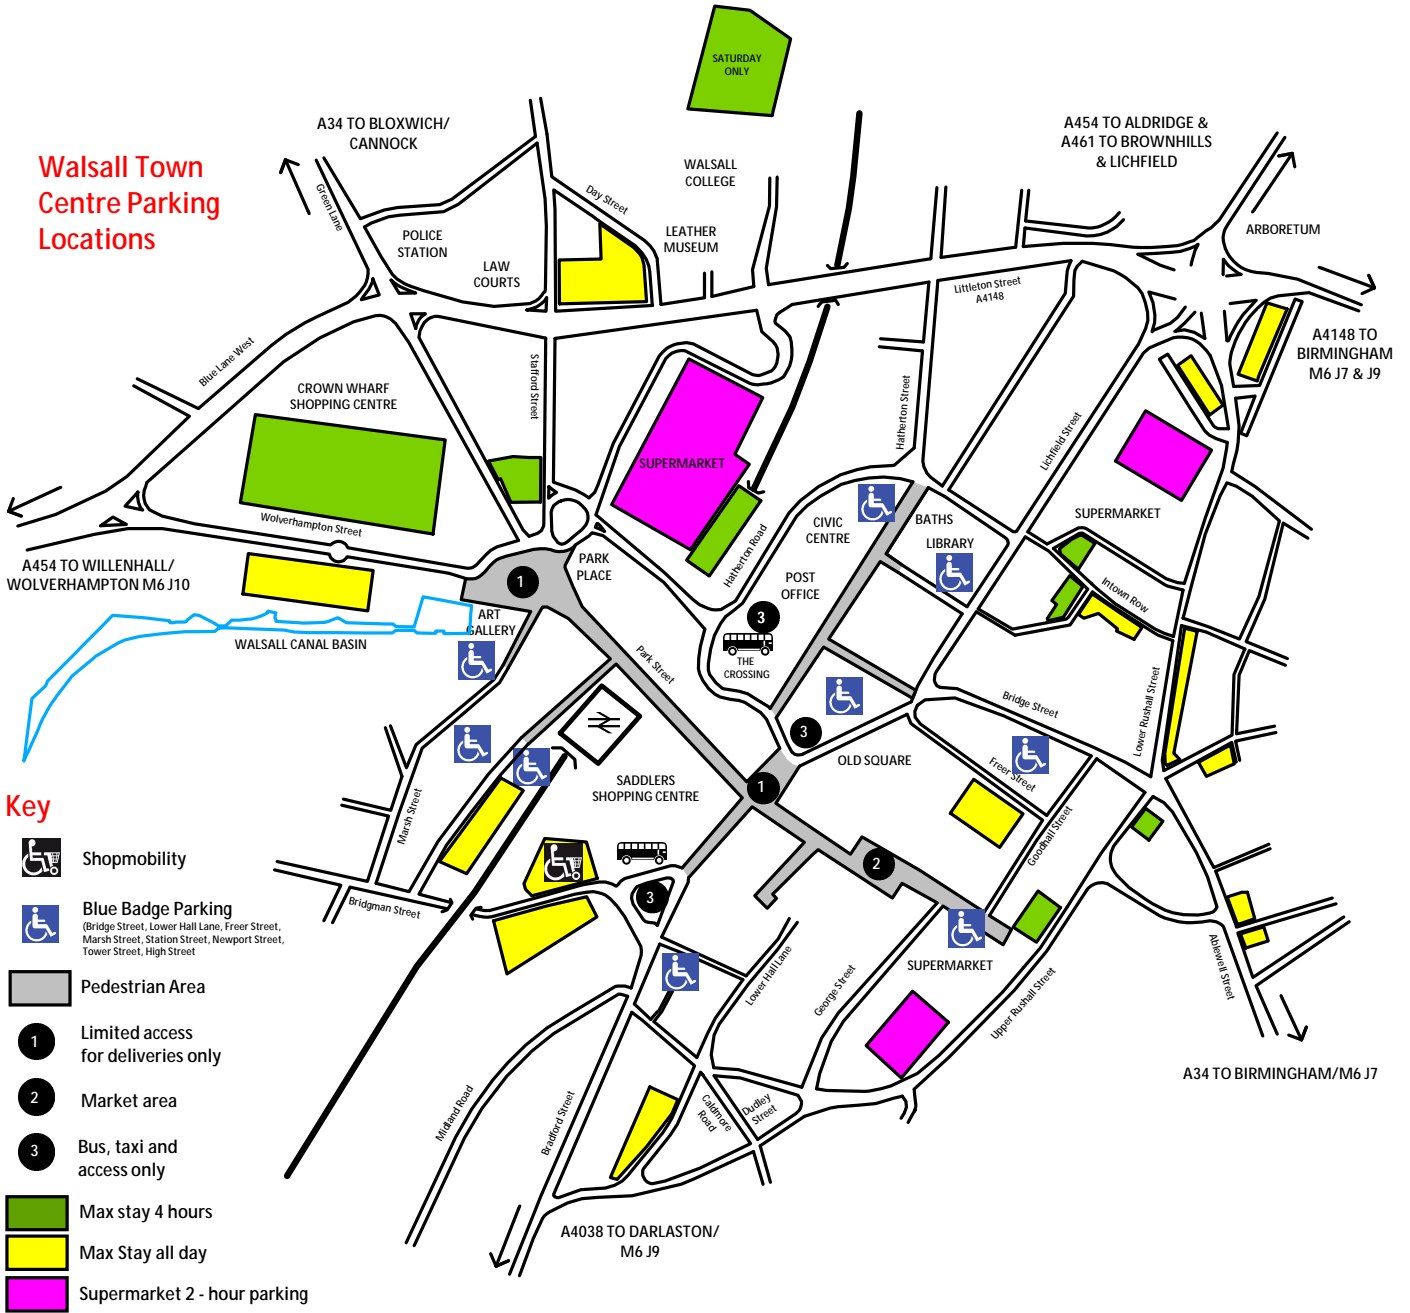 SATURDAY
ONLY
A34 TO BLOXWICH/
CANNOCK
A454 TO ALDRIDGE &
A461 TO BROWNHILLS
& LICHFIELD
Walsall Town
Centre Parking
Locations
WALSALL
COLLEGE
Green Lane
Day Street
POLICE
STATION
LEATHER
MUSEUM
ARBORETUM
LAW
COURTS
Littleton Street
A4148
A4148 TO
BIRMINGHAM
M6 J7 & J9
Blue Lane West
Stafford Street
CROWN WHARF
SHOPPING CENTRE
Hatherton Street
Lichfield Street
SUPERMARKET
Wolverhampton Street
CIVIC
CENTRE
BATHS
LIBRARY
SUPERMARKET
A454 TO WILLENHALL/
WOLVERHAMPTON M6 J10
PARK
PLACE
Hatherton Road
1
POST
OFFICE
Intown Row
ART
GALLERY
3
WALSALL CANAL BASIN
THE
CROSSING
Park Street
Bridge Street
Lower Rushall Street
3
OLD SQUARE
Freer Street
SADDLERS
SHOPPING CENTRE
1
Marsh Street
Goodhall Street
2
3
Bridgman Street
Key
Shopmobility
Blue Badge Parking
(Bridge Street, Lower Hall Lane, Freer Street,
Marsh Street, Station Street, Newport Street,
Tower Street, High Street
Pedestrian Area
1
Limited access
for deliveries only
2
Market area
3
Bus, taxi and
access only
Max stay 4 hours
Max Stay all day
Supermarket 2 - hour parking
Lower Hall Lane
George Street
SUPERMARKET
Upper Rushall Street
Ablewell Street
A34 TO BIRMINGHAM/M6 J7
Midland Road
Bradford Street
Caldmore
Road
Dudley
Street
A4038 TO DARLASTON/
M6 J9